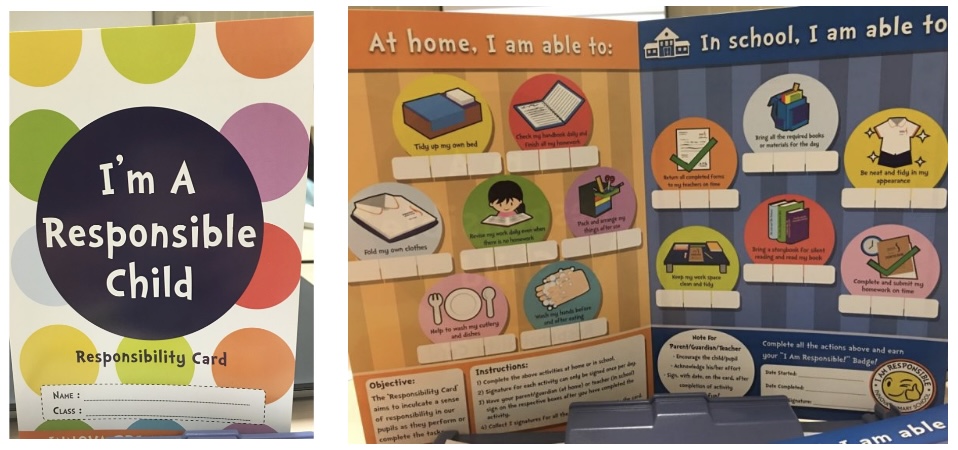 I'm A
Responsible
Child
Responsibility Card
NAME:
CLASS:
At home, I am able to:
Tidy up my own bed
Check my handbook daily and
finish all my homework
Fold my own clothes
Revise my work daily even when
there is no homework
Pack and arrange my
things after use
Help to wash my cutlery
and dishes
Wash my hands before
and after eating
Objective:
The "Responsibility Card"
aims to inculcate a sense
of responsibility in our
pupils as they perform or
complete the
Instructions:
1) Complete the above activities at home or in school.
2) Signature for each activity can only be signed once per day.
3) Have your parent/guardian (at home) or teacher (in school)
sign on the respective boxes after you have completed the
activity.
4) Collect
signatures for all the
In school, I am able to
Return all completed forms
to my teachers on time
Bring all the required books
or materials for the day
Be neat and tidy in my
appearance
Keep my work space
clean and tidy
Bring a storybook for silent
reading and read my book
Complete and submit my
homework on time
Note For
Parent/Guardian/Teacher
- Encourage the child/pupil
- Acknowledge his/her effort
- Sign, with date, on the card, after
completion of activity
Complete all the actions above and earn
your "I Am Responsible!" Badge!
Date Started:
Date Completed:
Signature:
I AM RESPONSIBLE
PRIMARY SCHOOL
I am able